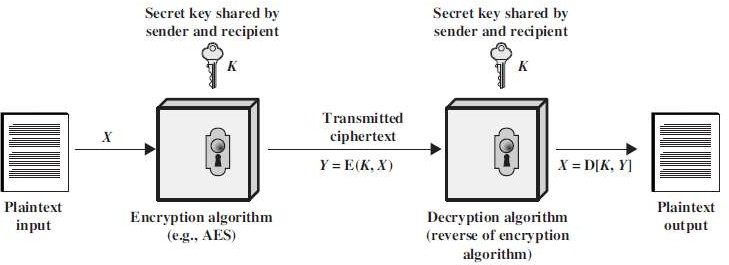 Secret key shared by
sender and recipient
K
Secret key shared by
sender and recipient
K
X
Transmitted
ciphertext
Y = E(K, X)
X = D[K, Y]
Plaintext
input
Encryption algorithm
(e.g., AES)
Decryption algorithm
(reverse of encryption
algorithm)
Plaintext
output